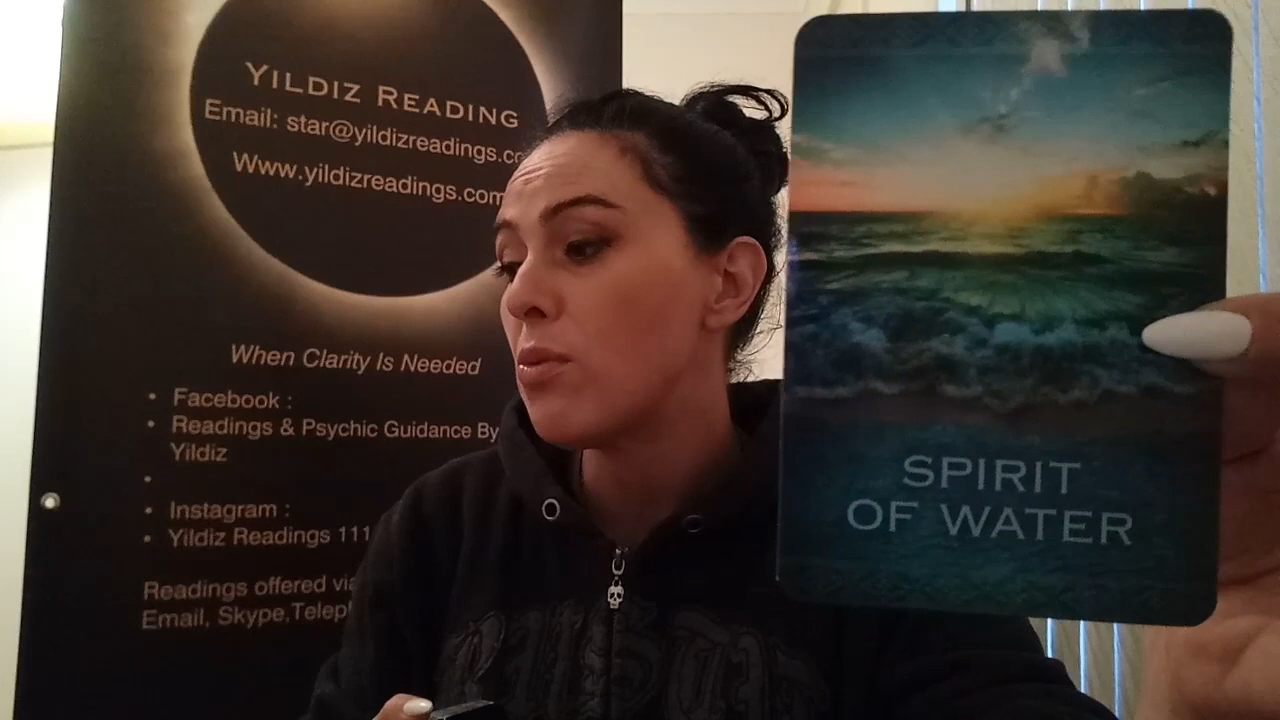 YILDIZ READING
Email: star@yildizreadings.co
Www.yildizreadings.com
When Clarity Is Needed
• Facebook :
• Readings & Psychic Guidance By
Yildiz
•
• Instagram :
• Yildiz Readings 111
Readings offered via
Email, Skype,Telep
SPIRIT
OF WATER